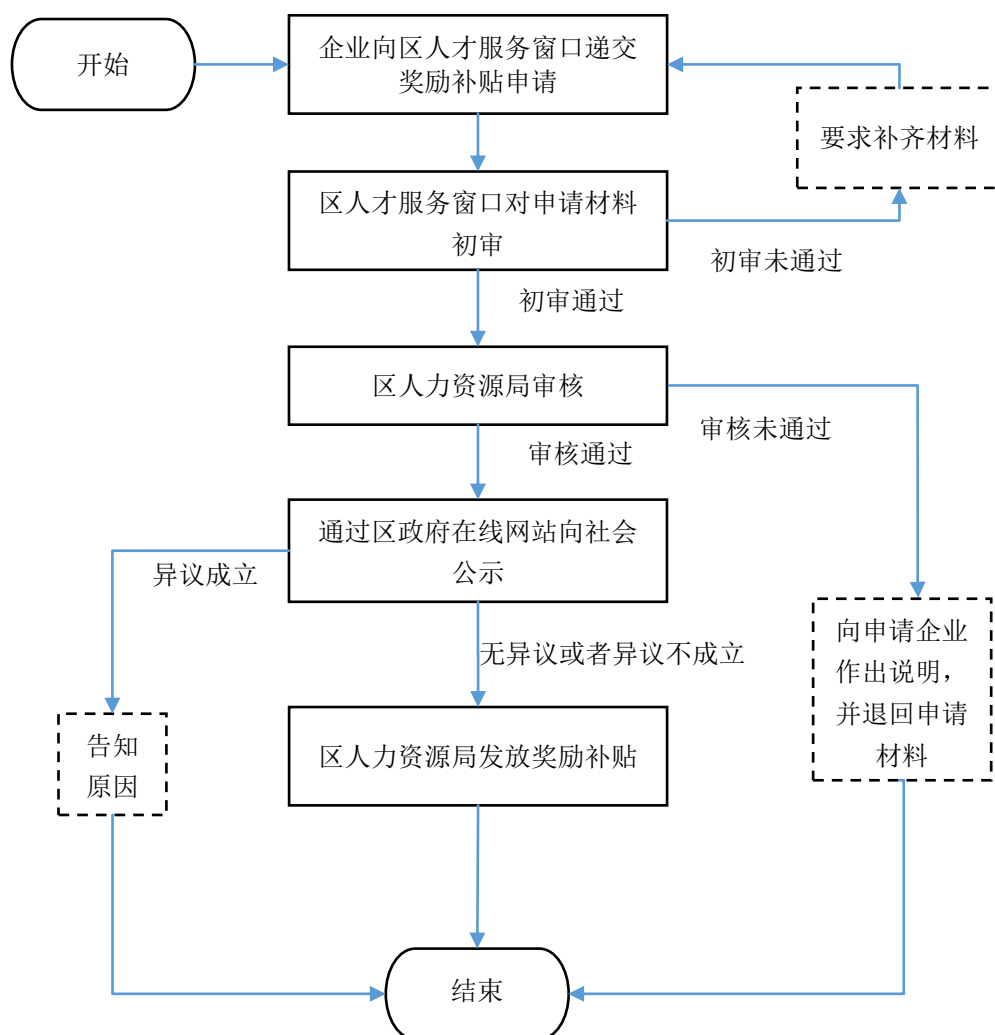 开始
企业向区人才服务窗口递交
奖励补贴申请
要求补齐材料
区人才服务窗口对申请材料
初审
初审未通过
初审通过
区人力资源局审核
审核未通过
审核通过
通过区政府在线网站向社会
公示
异议成立
无异议或者异议不成立
向申请企业
作出说明，
并退回申请
材料
告知
原因
区人力资源局发放奖励补贴
结束